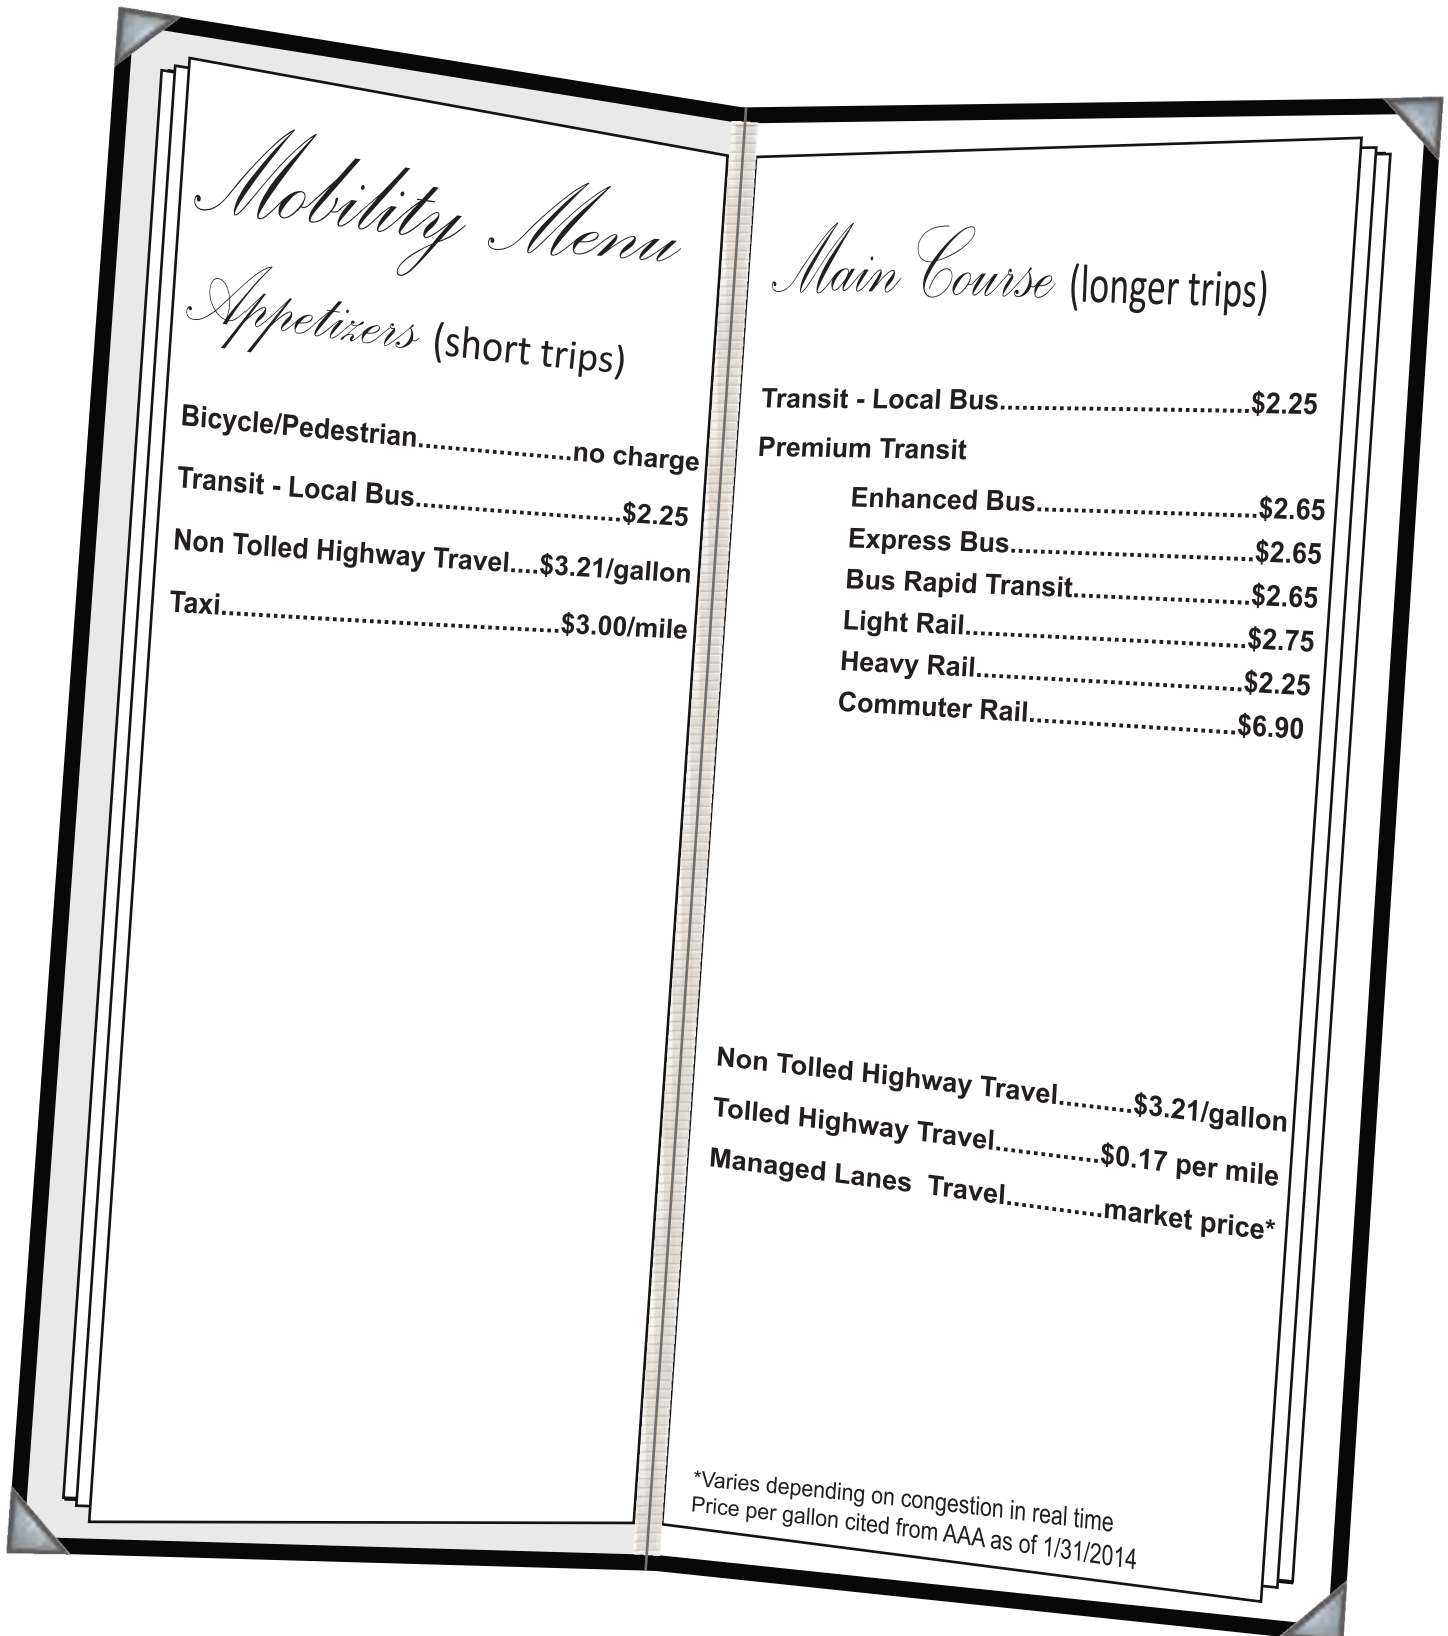 Mobility Menu
Appetizers (short trips)
Bicycle/Pedestrian.....................no charge
Transit - Local Bus............................$2.25
Non Tolled Highway Travel....$3.21/gallon
Taxi..............................................$3.00/mile
Main Course (longer trips)
Transit - Local Bus..................................$2.25
Premium Transit
Enhanced Bus..............................$2.65
Express Bus.................................$2.65
Bus Rapid Transit........................$2.65
Light Rail......................................$2.75
Heavy Rail....................................$2.25
Commuter Rail............................$6.90
Non Tolled Highway Travel..........$3.21/gallon
Tolled Highway Travel..............$0.17 per mile
Managed Lanes  Travel.............market price*
*Varies depending on congestion in real time
Price per gallon cited from AAA as of 1/31/2014